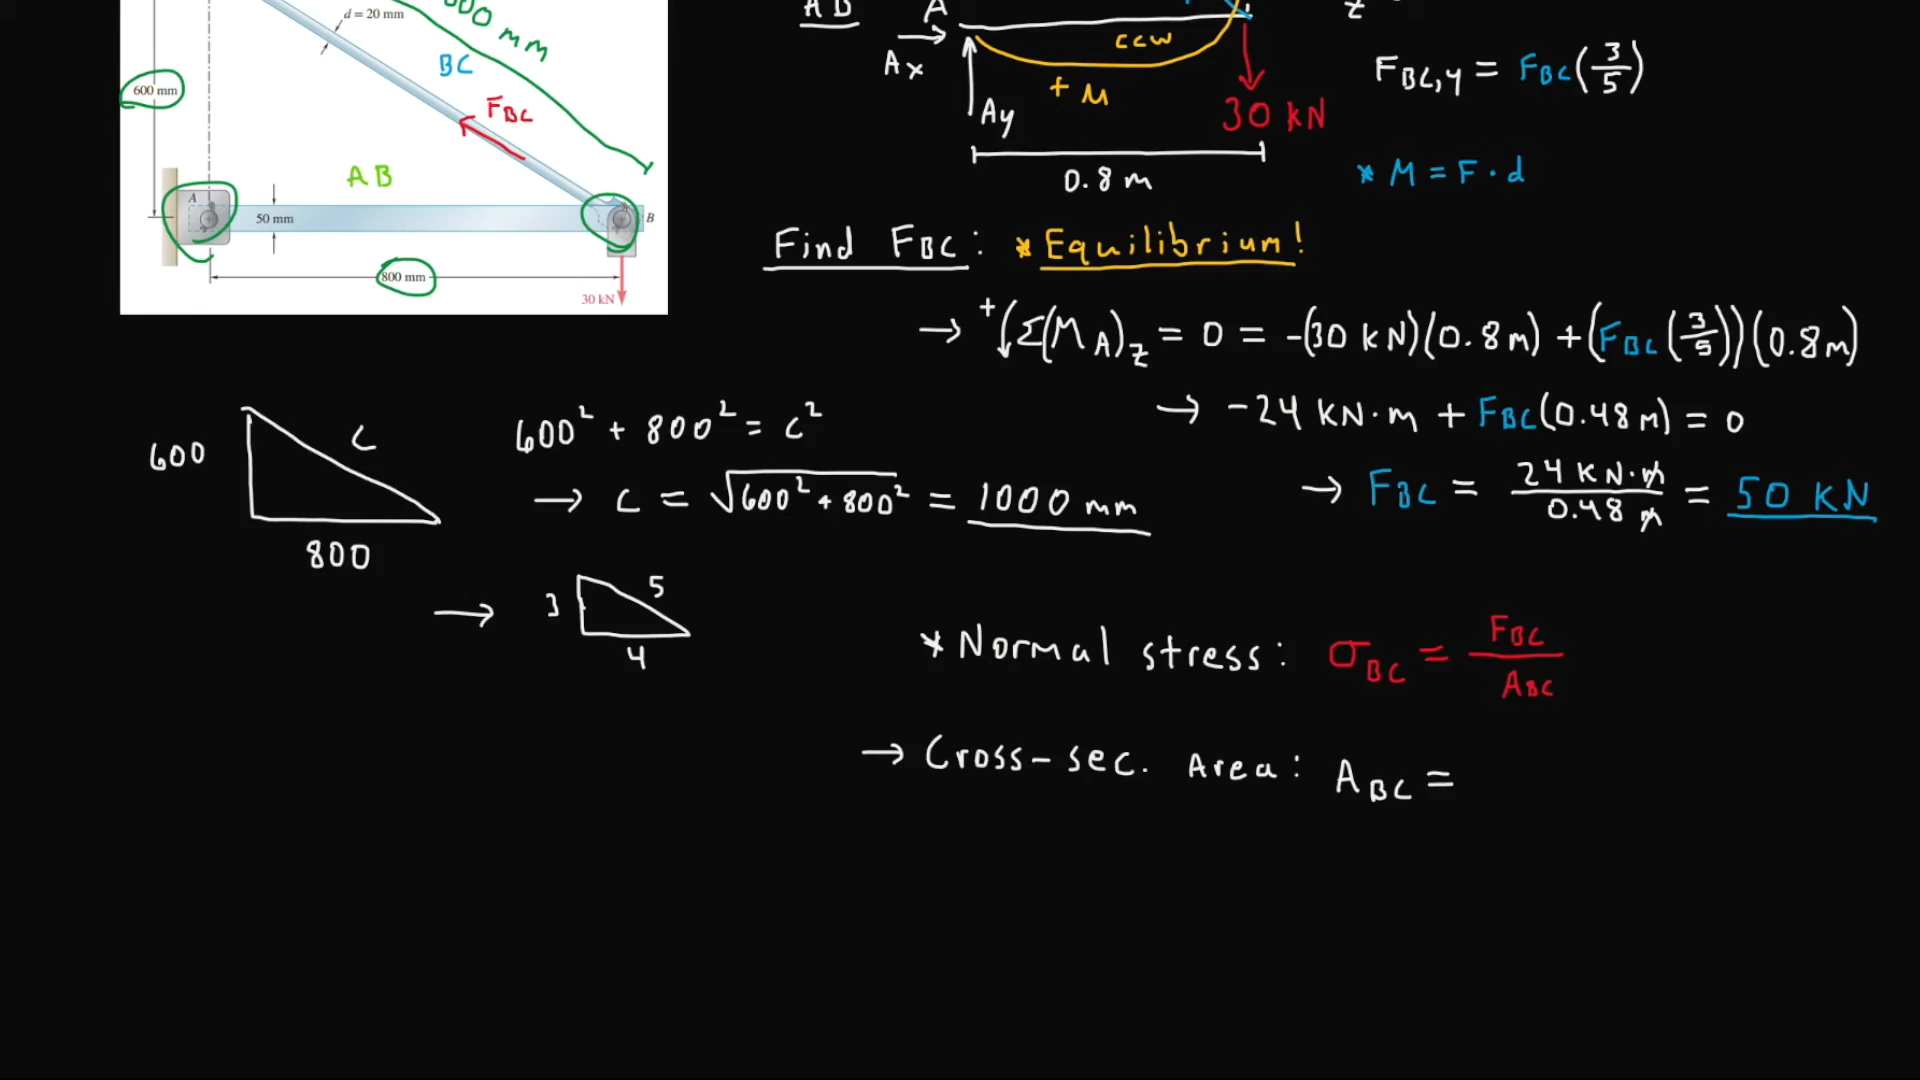 d = 20 mm
mm
BC
600 mm
FBC
AB
A
50 mm
B
800 mm
30 kN
AB
A
Ax
Ay
ccw
+ M
30 kN
0.8 m
z
FBC,y = FBC(3/5)
* M = F · d
Find FBC: * Equilibrium!
→ +(Σ(MA)z = 0 = -(30 kN)(0.8 m) + (FBC(3/5))(0.8 m)
→ -24 kN·m + FBC(0.48 m) = 0
→ FBC = 24 kN·m / 0.48 m = 50 kN
600
c
800
600² + 800² = c²
→ c = √600² + 800² = 1000 mm
→ 3
5
4
* Normal stress: σBC = FBC / ABC
→ Cross-sec. Area: ABC =